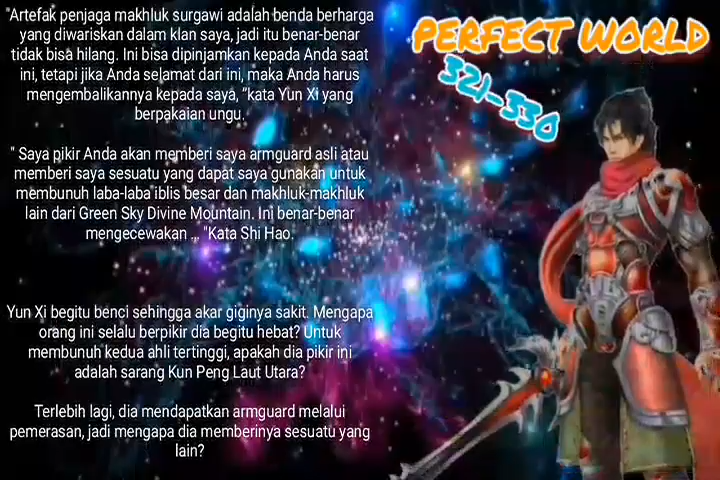 "Artefak penjaga makhluk surgawi adalah benda berharga
yang diwariskan dalam klan saya, jadi itu benar-benar
tidak bisa hilang. Ini bisa dipinjamkan kepada Anda saat
ini, tetapi jika Anda selamat dari ini, maka Anda harus
mengembalikannya kepada saya, "kata Yun Xi yang
berpakaian ungu.
" Saya pikir Anda akan memberi saya armguard asli atau
memberi saya sesuatu yang dapat saya gunakan untuk
membunuh laba-laba iblis besar dan makhluk-makhluk
lain dari Green Sky Divine Mountain. Ini benar-benar
mengecewakan ... "Kata Shi Hao.
Yun Xi begitu benci sehingga akar giginya sakit. Mengapa
orang ini selalu berpikir dia begitu hebat? Untuk
membunuh kedua ahli tertinggi, apakah dia pikir ini
adalah sarang Kun Peng Laut Utara?
Terlebih lagi, dia mendapatkan armguard melalui
pemerasan, jadi mengapa dia memberinya sesuatu yang
lain?
PERFECT WORLD
321-330